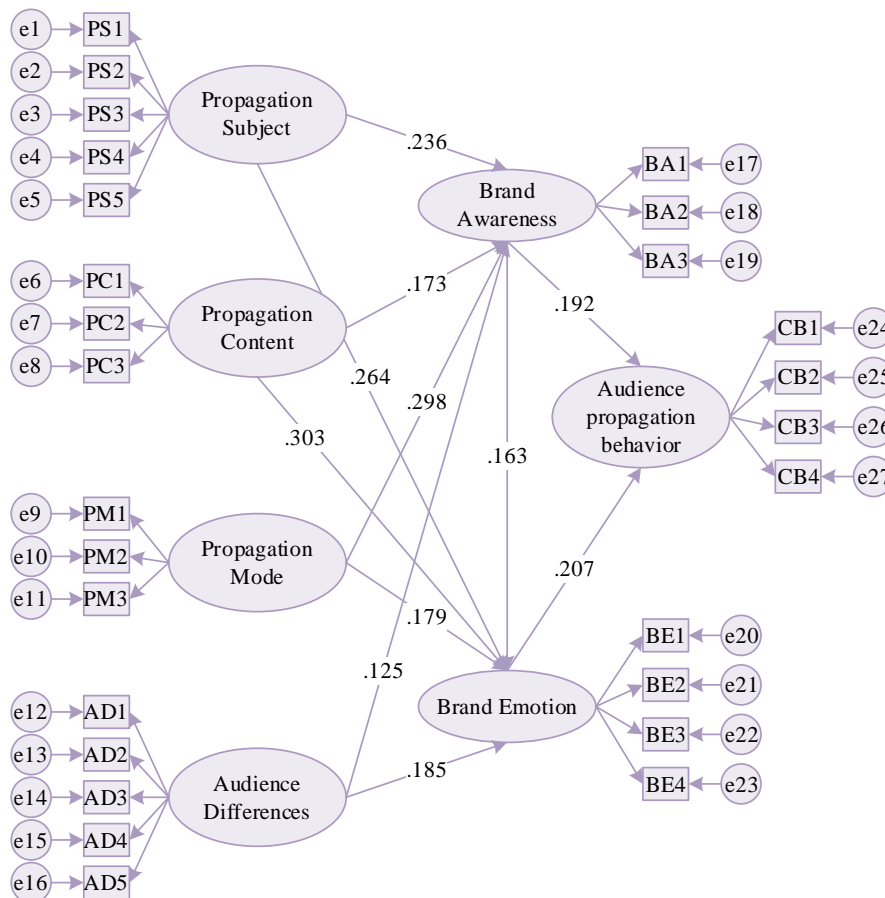 e1
PS1
e2
PS2
e3
PS3
e4
PS4
e5
PS5
Propagation
Subject
.236
Brand
Awareness
BA1
e17
BA2
e18
BA3
e19
e6
PC1
e7
PC2
e8
PC3
Propagation
Content
.173
.192
.264
.298
.303
.163
Audience
propagation
behavior
CB1
e24
CB2
e25
CB3
e26
CB4
e27
e9
PM1
e10
PM2
e11
PM3
Propagation
Mode
.179
.207
.125
Brand Emotion
BE1
e20
BE2
e21
BE3
e22
BE4
e23
e12
AD1
e13
AD2
e14
AD3
e15
AD4
e16
AD5
Audience
Differences
.185